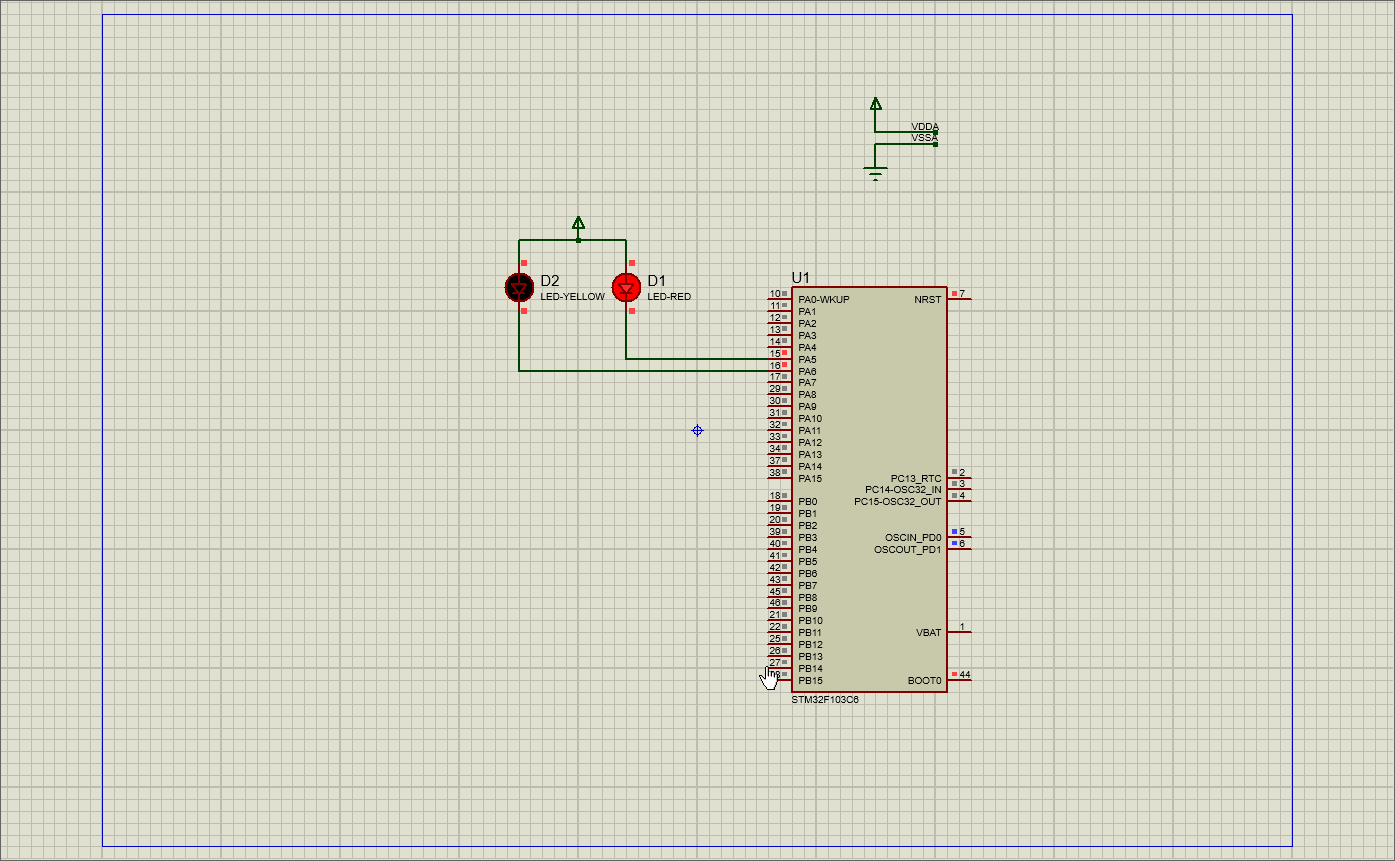 VDDA
VSSA
D2
LED-YELLOW
D1
LED-RED
U1
10 PA0-WKUP
11 PA1
12 PA2
13 PA3
14 PA4
15 PA5
16 PA6
17 PA7
29 PA8
30 PA9
31 PA10
32 PA11
33 PA12
34 PA13
37 PA14
38 PA15
18 PB0
19 PB1
20 PB2
39 PB3
40 PB4
41 PB5
42 PB6
43 PB7
45 PB8
46 PB9
21 PB10
22 PB11
25 PB12
26 PB13
27 PB14
PB15
NRST 7
PC13_RTC 2
PC14-OSC32_IN 3
PC15-OSC32_OUT 4
OSCIN_PD0 5
OSCOUT_PD1 6
VBAT 1
BOOT0 44
STM32F103C6